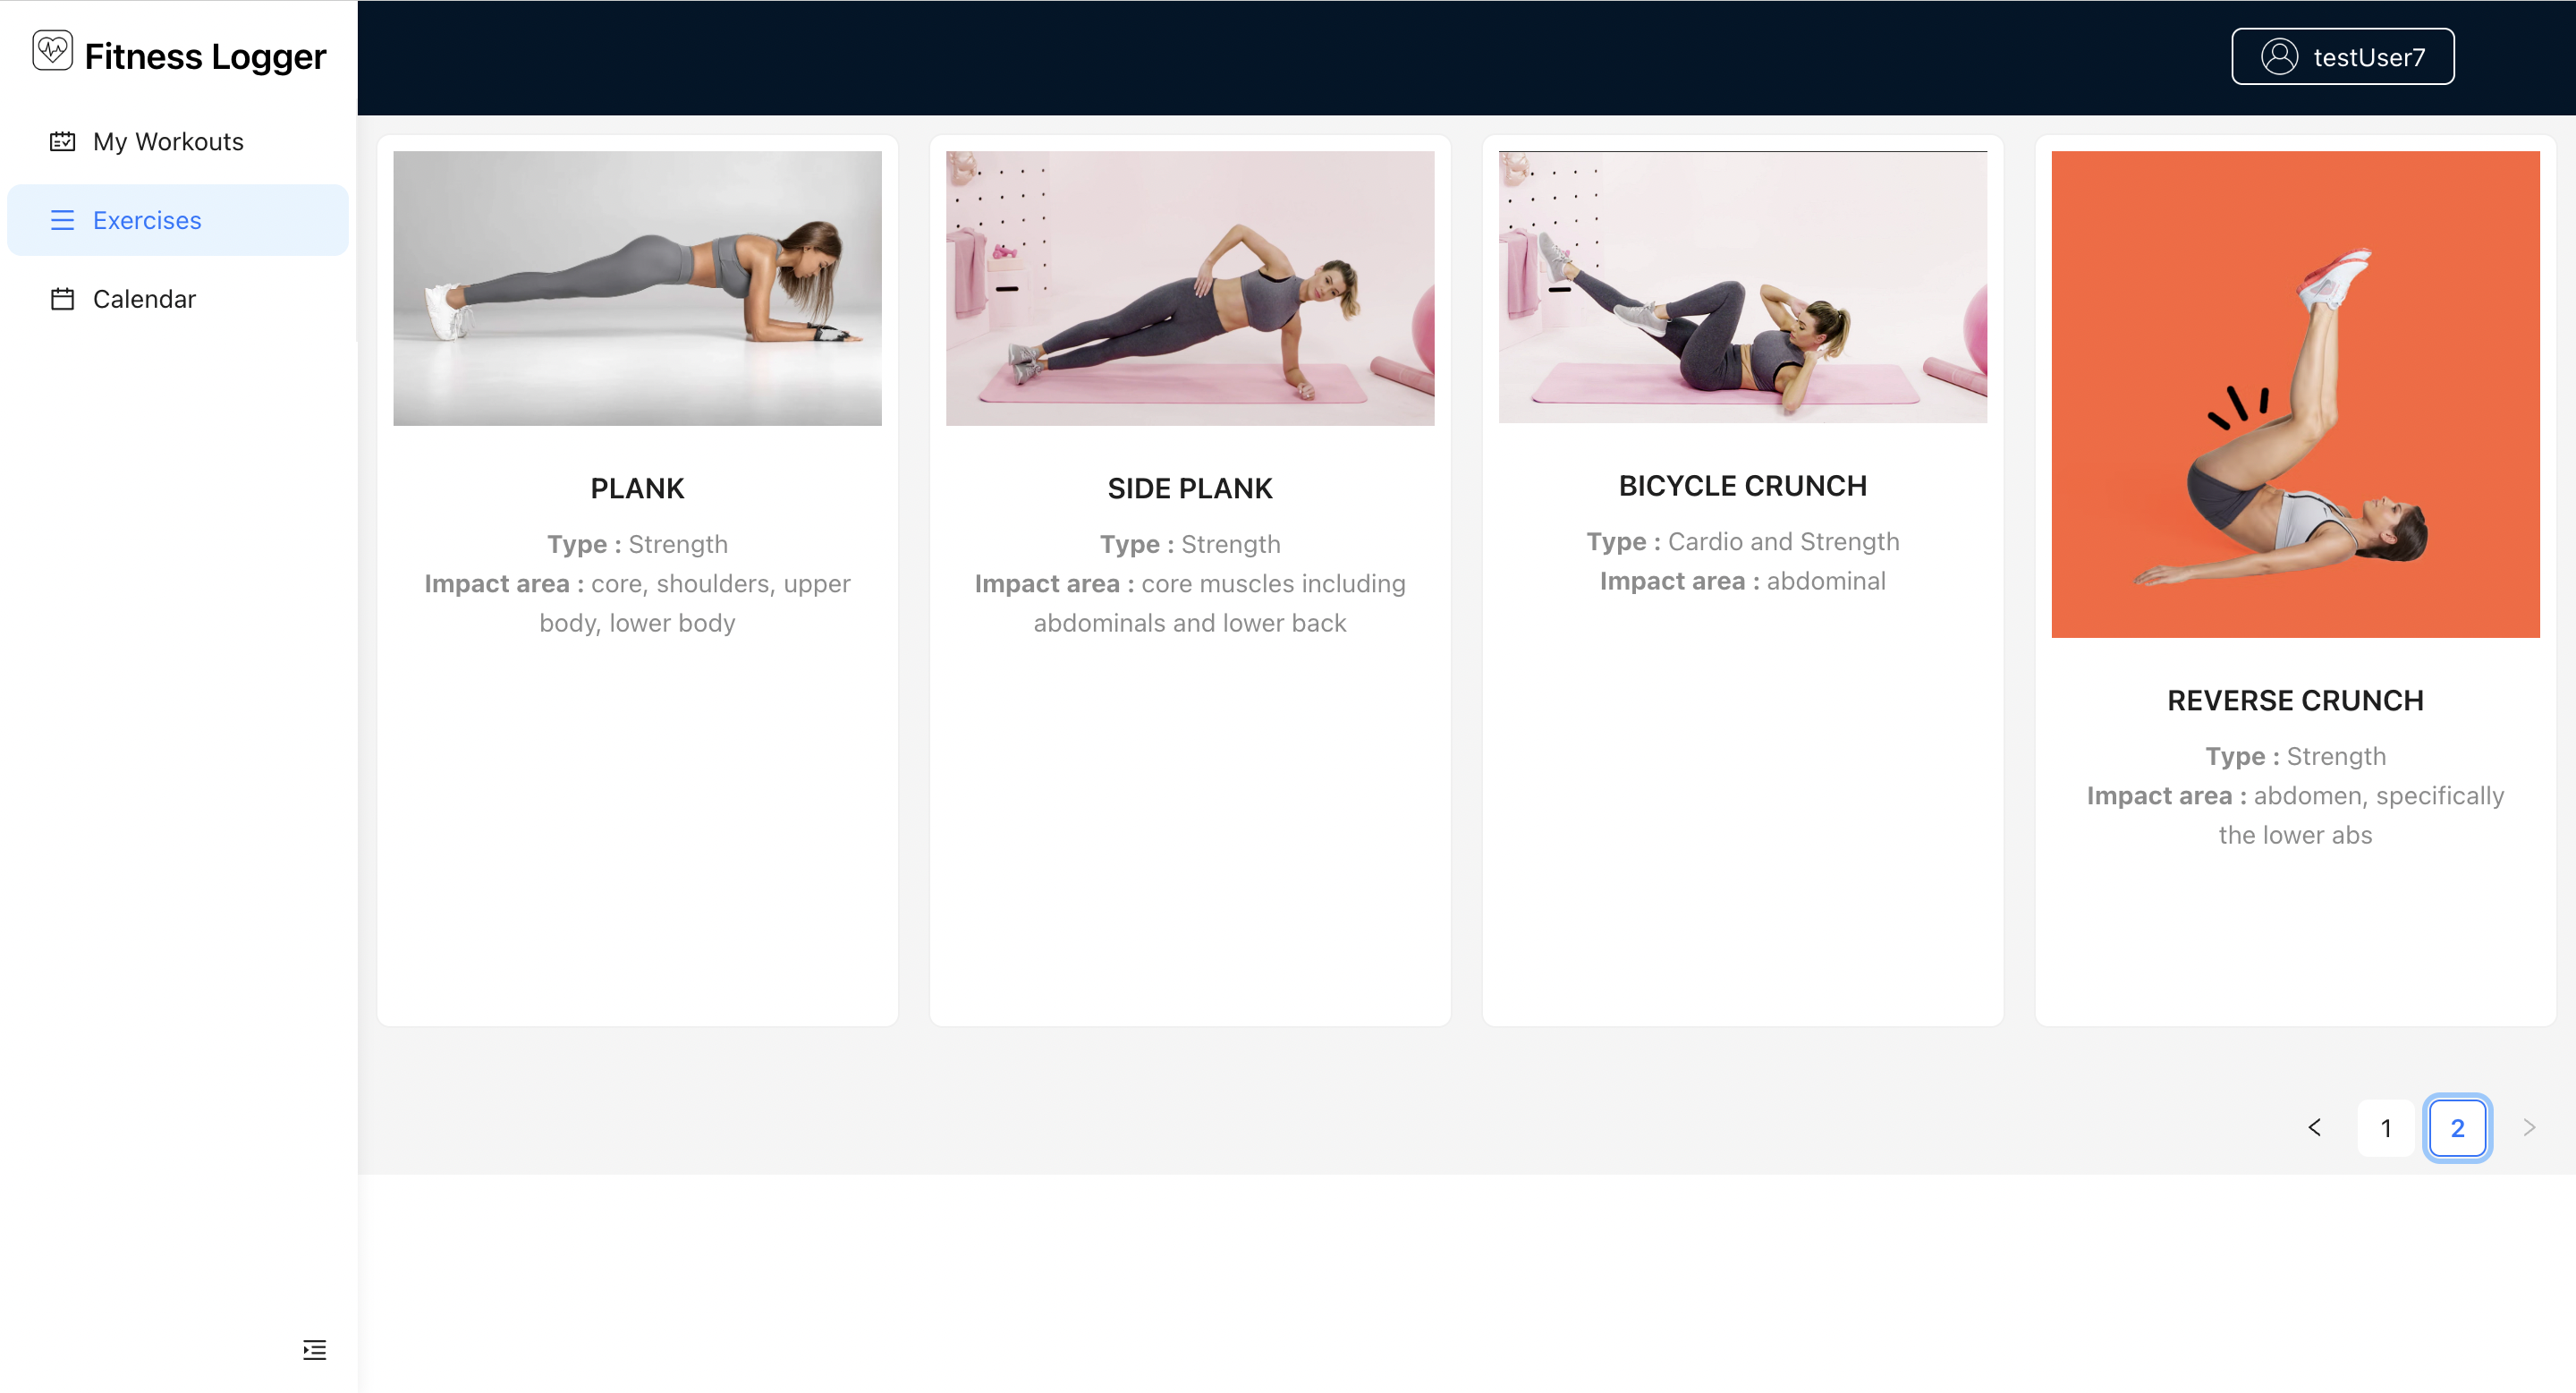 Fitness Logger
testUser7
My Workouts
Exercises
Calendar
PLANK
Type : Strength
Impact area : core, shoulders, upper
body, lower body
SIDE PLANK
Type : Strength
Impact area : core muscles including
abdominals and lower back
BICYCLE CRUNCH
Type : Cardio and Strength
Impact area : abdominal
REVERSE CRUNCH
Type : Strength
Impact area : abdomen, specifically
the lower abs
1
2